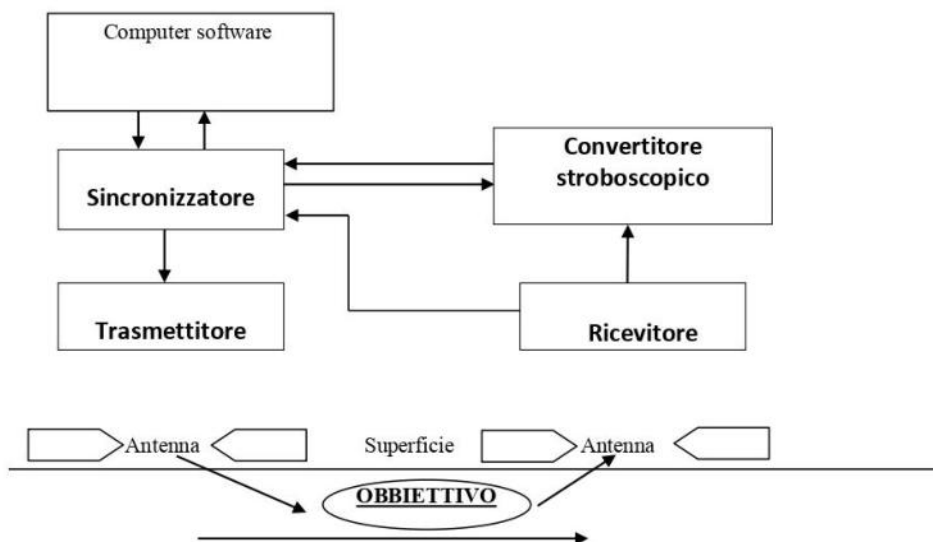 Computer software
Convertitore
stroboscopico
Sincronizzatore
Trasmettitore
Ricevitore
Antenna
Superficie
Antenna
OBBIETTIVO